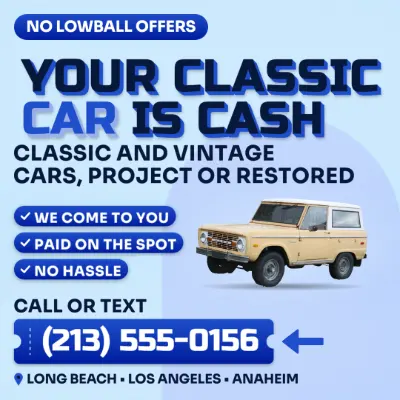 NO LOWBALL OFFERS
YOUR CLASSIC
CAR IS CASH
CLASSIC AND VINTAGE
CARS, PROJECT OR RESTORED
WE COME TO YOU
PAID ON THE SPOT
NO HASSLE
CALL OR TEXT
(213) 555-0156
LONG BEACH • LOS ANGELES • ANAHEIM